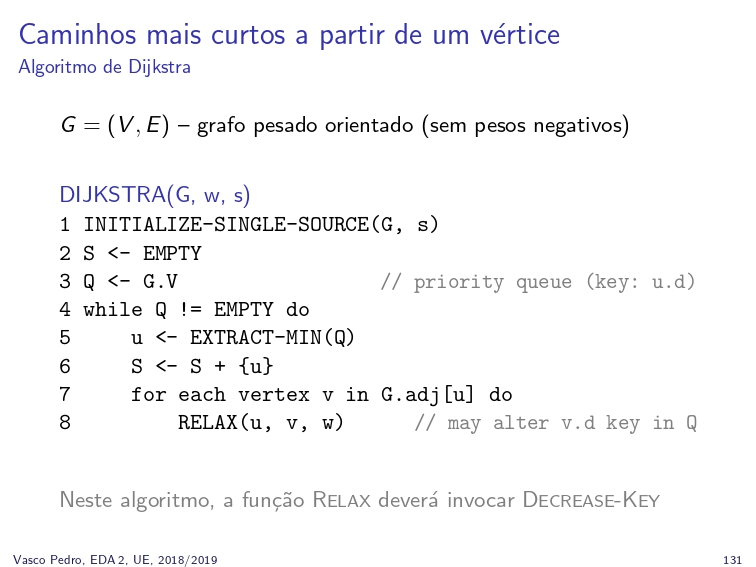 Caminhos mais curtos a partir de um vértice
Algoritmo de Dijkstra
G = (V, E) – grafo pesado orientado (sem pesos negativos)
DIJKSTRA(G, w, s)
1 INITIALIZE-SINGLE-SOURCE(G, s)
2 S <- EMPTY
3 Q <- G.V // priority queue (key: u.d)
4 while Q != EMPTY do
5 u <- EXTRACT-MIN(Q)
6 S <- S + {u}
7 for each vertex v in G.adj[u] do
8 RELAX(u, v, w) // may alter v.d key in Q
Neste algoritmo, a função RELAX deverá invocar DECREASE-KEY
Vasco Pedro, EDA 2, UE, 2018/2019 131